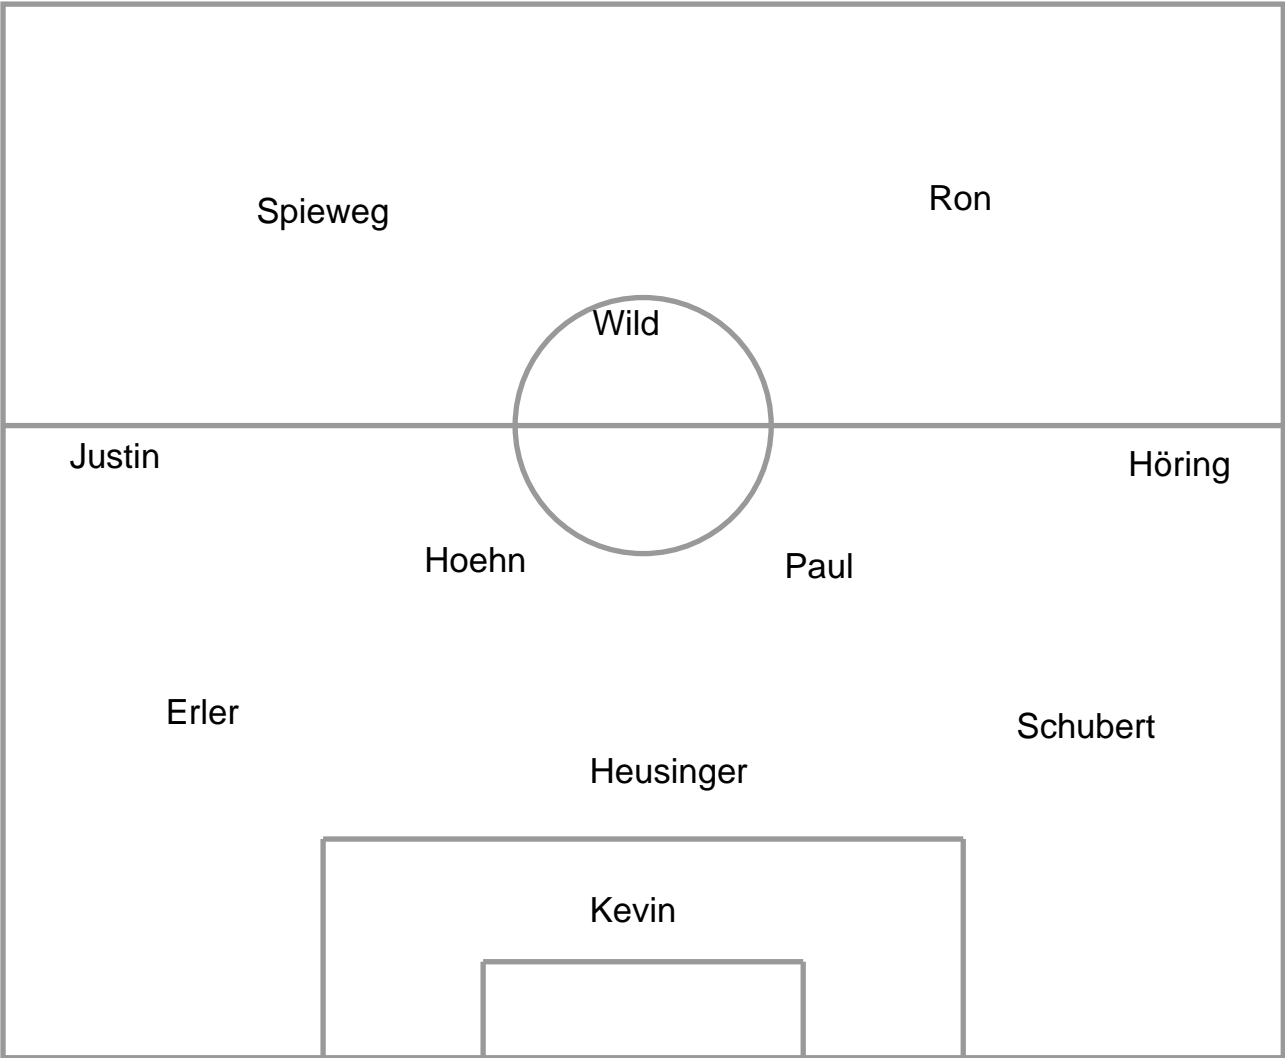 Ron
Spieweg
Wild
Justin
Höring
Hoehn
Paul
Erler
Schubert
Heusinger
Kevin